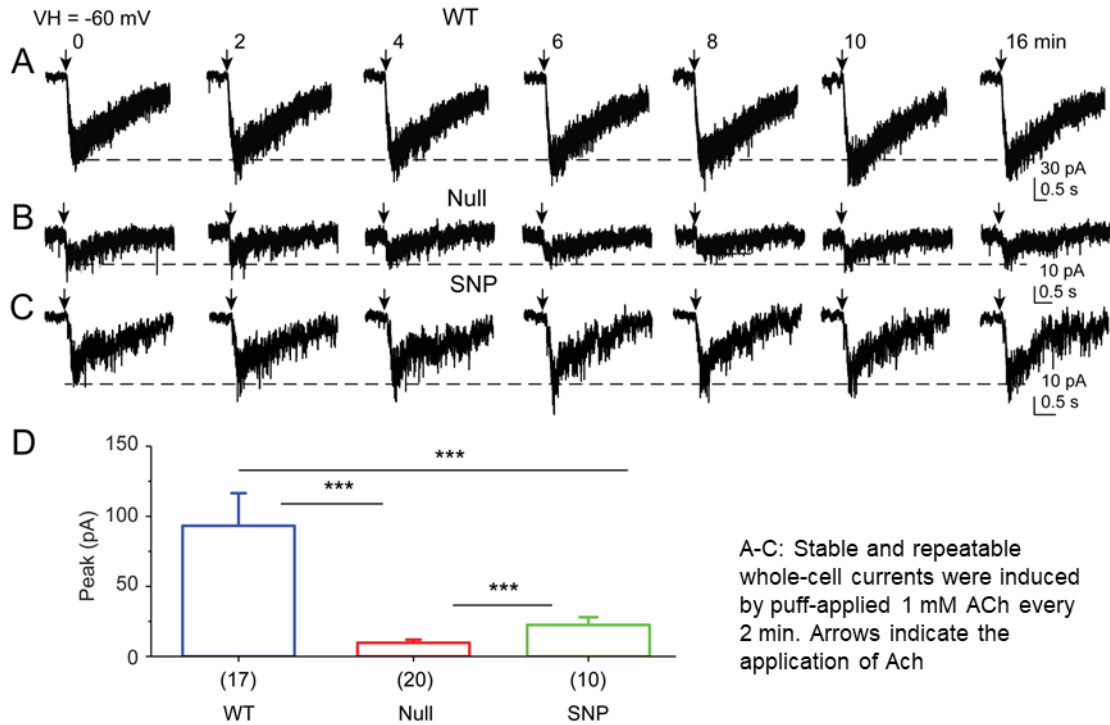 VH = -60 mV
WT
0 2 4 6 8 10 16 min
A
30 pA
0.5 s
Null
B
10 pA
0.5 s
SNP
C
10 pA
0.5 s
D
150
100
50
0
Peak (pA)
***
***
***
(17) (20) (10)
WT Null SNP
A-C: Stable and repeatable
whole-cell currents were induced
by puff-applied 1 mM ACh every
2 min. Arrows indicate the
application of Ach